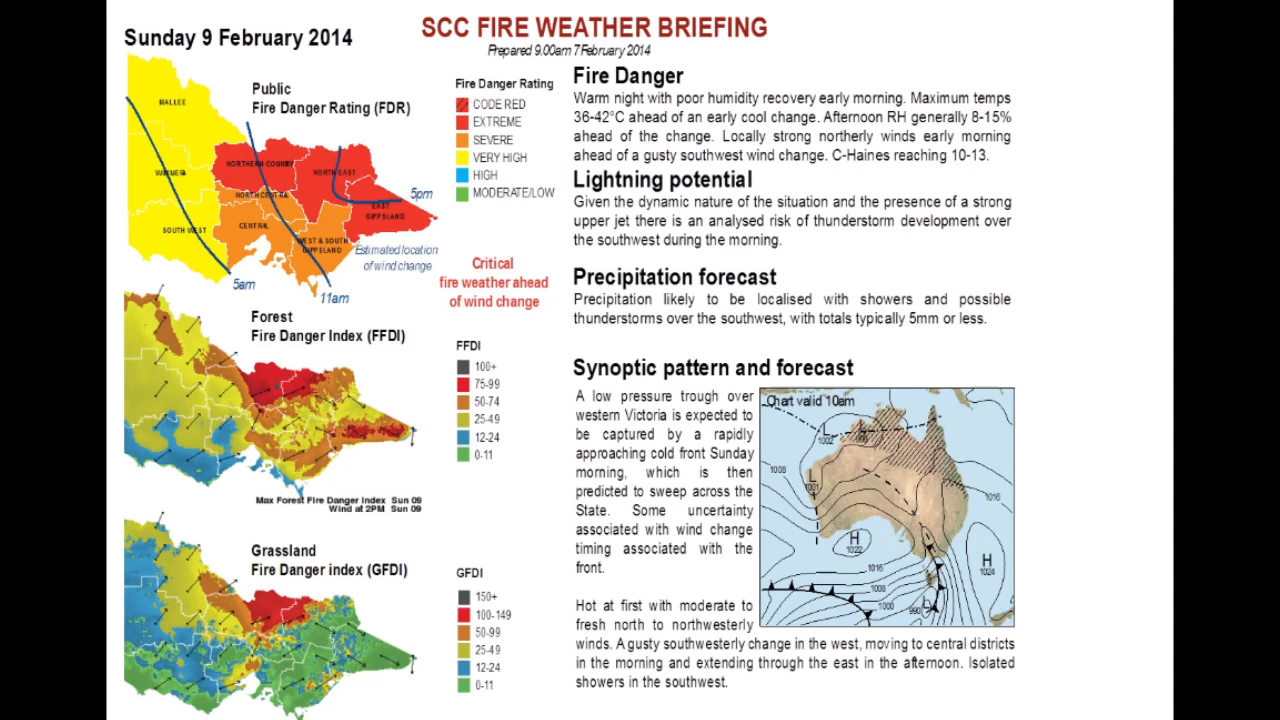 SCC FIRE WEATHER BRIEFING
Prepared 9.00am 7 February 2014
Sunday 9 February 2014
Public
Fire Danger Rating (FDR)
MALLEE
WIMMERA
SOUTH WEST
NORTHERN COUNTRY
NORTH CENTRAL
CENTRAL
NORTH EAST
EAST
GIPPSLAND
WEST & SOUTH
GIPPSLAND
5pm
Estimated location
of wind change
5am
11am
Fire Danger Rating
CODE RED
EXTREME
SEVERE
VERY HIGH
HIGH
MODERATE/LOW
Critical
fire weather ahead
of wind change
Forest
Fire Danger Index (FFDI)
FFDI
100+
75-99
50-74
25-49
12-24
0-11
Max Forest Fire Danger Index Sun 09
Wind at 2PM Sun 09
Grassland
Fire Danger index (GFDI)
GFDI
150+
100-149
50-99
25-49
12-24
0-11
Fire Danger
Warm night with poor humidity recovery early morning. Maximum temps
36-42°C ahead of an early cool change. Afternoon RH generally 8-15%
ahead of the change. Locally strong northerly winds early morning
ahead of a gusty southwest wind change. C-Haines reaching 10-13.
Lightning potential
Given the dynamic nature of the situation and the presence of a strong
upper jet there is an analysed risk of thunderstorm development over
the southwest during the morning.
Precipitation forecast
Precipitation likely to be localised with showers and possible
thunderstorms over the southwest, with totals typically 5mm or less.
Synoptic pattern and forecast
A low pressure trough over
western Victoria is expected to
be captured by a rapidly
approaching cold front Sunday
morning, which is then
predicted to sweep across the
State. Some uncertainty
associated with wind change
timing associated with the
front.
Hot at first with moderate to
fresh north to northwesterly
winds. A gusty southwesterly change in the west, moving to central districts
in the morning and extending through the east in the afternoon. Isolated
showers in the southwest.
Chart valid 10am
L
1002
998
1008
L
1001
1016
H
1022
H
1024
1016
1008
1000
990
L